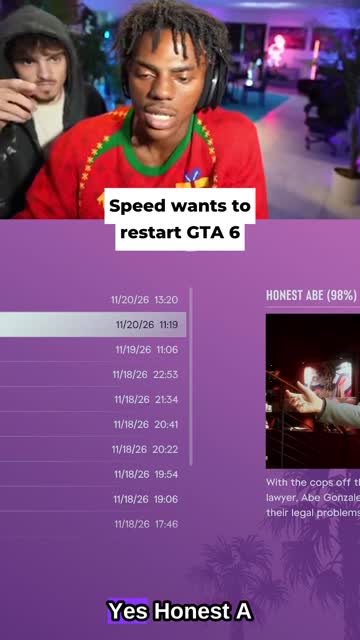 Speed wants to
restart GTA 6
11/20/26 13:20
HONEST ABE (98%)
11/20/26 11:19
11/19/26 11:06
11/18/26 22:53
11/18/26 21:34
11/18/26 20:41
11/18/26 20:22
11/18/26 19:54
11/18/26 19:06
11/18/26 17:46
With the cops off th
lawyer, Abe Gonzale
their legal problems
Yes Honest A